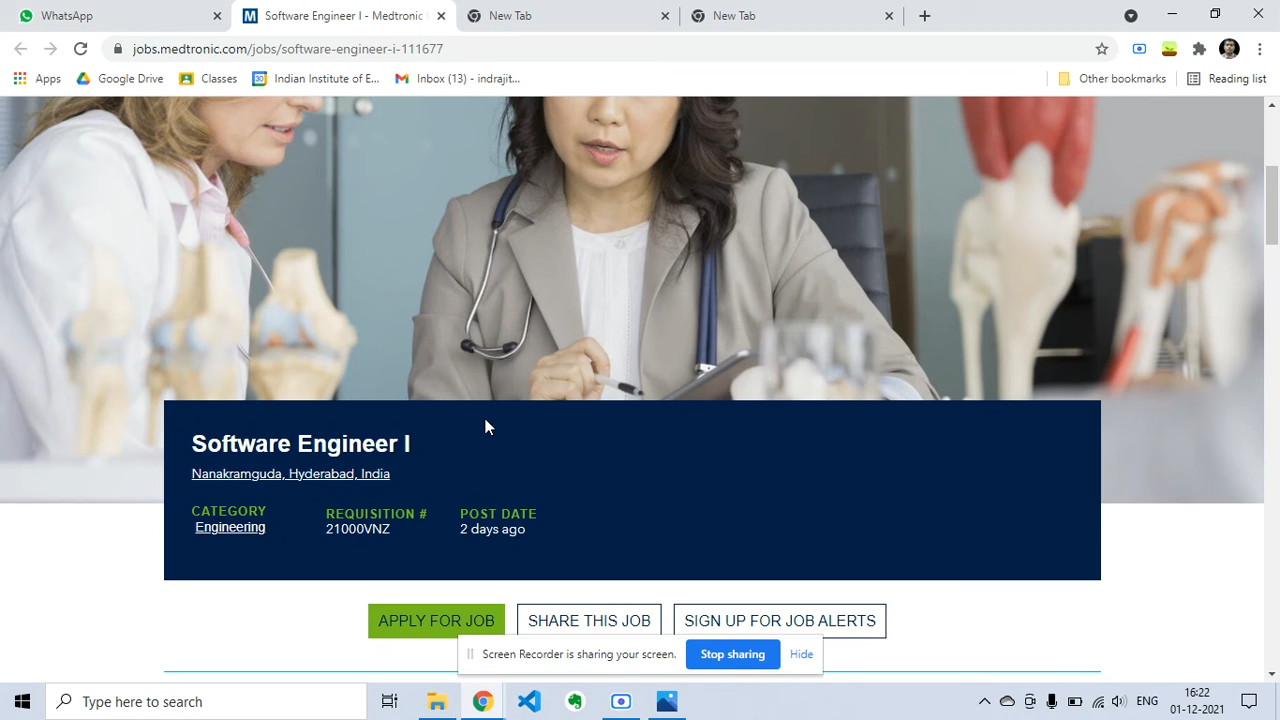 WhatsApp
Software Engineer I - Medtronic
New Tab
New Tab
jobs.medtronic.com/jobs/software-engineer-i-111677
Apps
Google Drive
Classes
Indian Institute of E...
Inbox (13) - indrajit...
Other bookmarks
Reading list
Software Engineer I
Nanakramguda, Hyderabad, India
CATEGORY
Engineering
REQUISITION #
21000VNZ
POST DATE
2 days ago
APPLY FOR JOB
SHARE THIS JOB
SIGN UP FOR JOB ALERTS
Screen Recorder is sharing your screen.
Stop sharing
Hide
Type here to search
ENG
16:22
01-12-2021